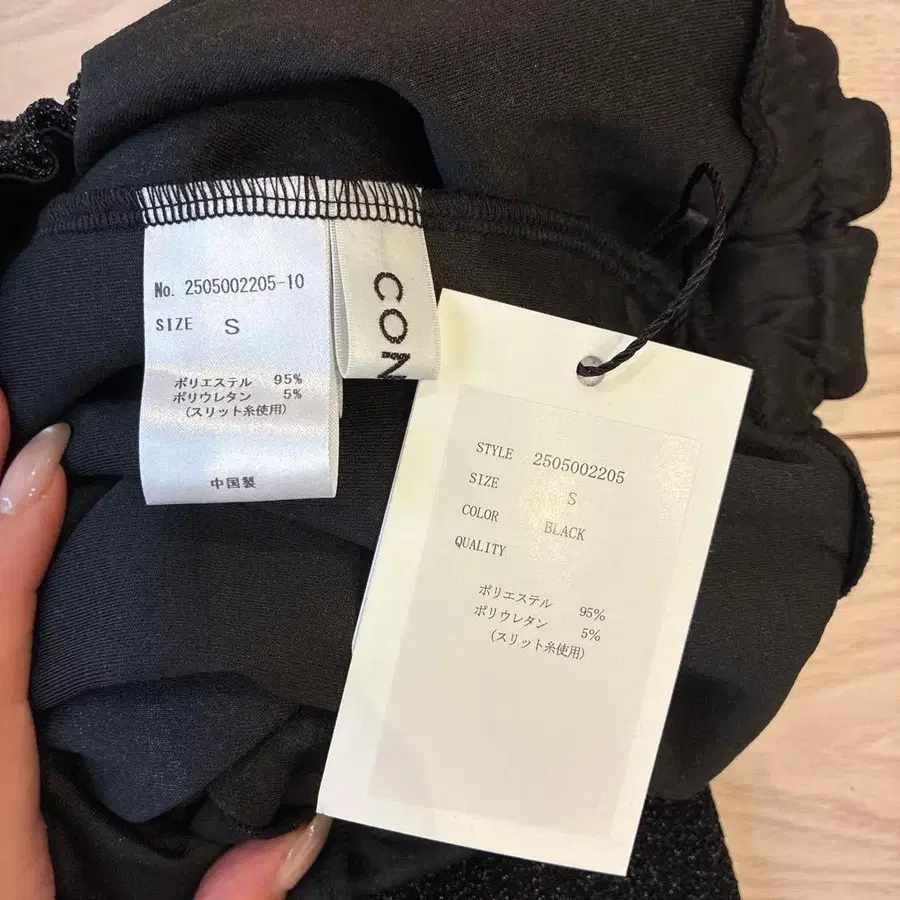 No. 2505002205-10
SIZE S
ポリエステル 95%
ポリウレタン 5%
(スリット糸使用)
中国製
CON
STYLE 2505002205
SIZE S
COLOR BLACK
QUALITY
ポリエステル 95%
ポリウレタン 5%
(スリット糸使用)